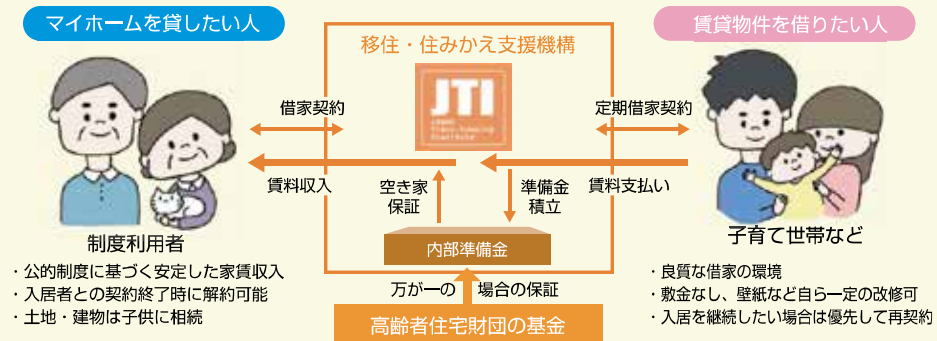 マイホームを貸したい人
移住・住みかえ支援機構
賃貸物件を借りたい人
JTI
借家契約
定期借家契約
賃料収入
空き家
保証
準備金
積立
賃料支払い
内部準備金
制度利用者
・公的制度に基づく安定した家賃収入
・入居者との契約終了時に解約可能
・土地・建物は子供に相続
万が一の 場合の保証
高齢者住宅財団の基金
子育て世帯など
・良質な借家の環境
・敷金なし、壁紙など自ら一定の改修可
・入居を継続したい場合は優先して再契約